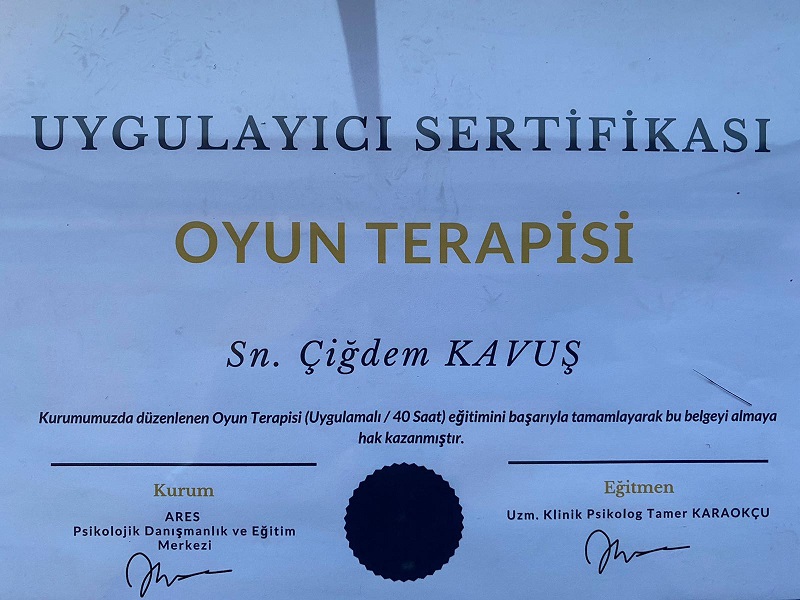 UYGULAYICI SERTİFİKASI
OYUN TERAPİSİ
Sn. Çiğdem KAVUŞ
Kurumumuzda düzenlenen Oyun Terapisi (Uygulamalı / 40 Saat) eğitimini başarıyla tamamlayarak bu belgeyi almaya
hak kazanmıştır.
Kurum
ARES
Psikolojik Danışmanlık ve Eğitim
Merkezi
Eğitmen
Uzm. Klinik Psikolog Tamer KARAOKÇU